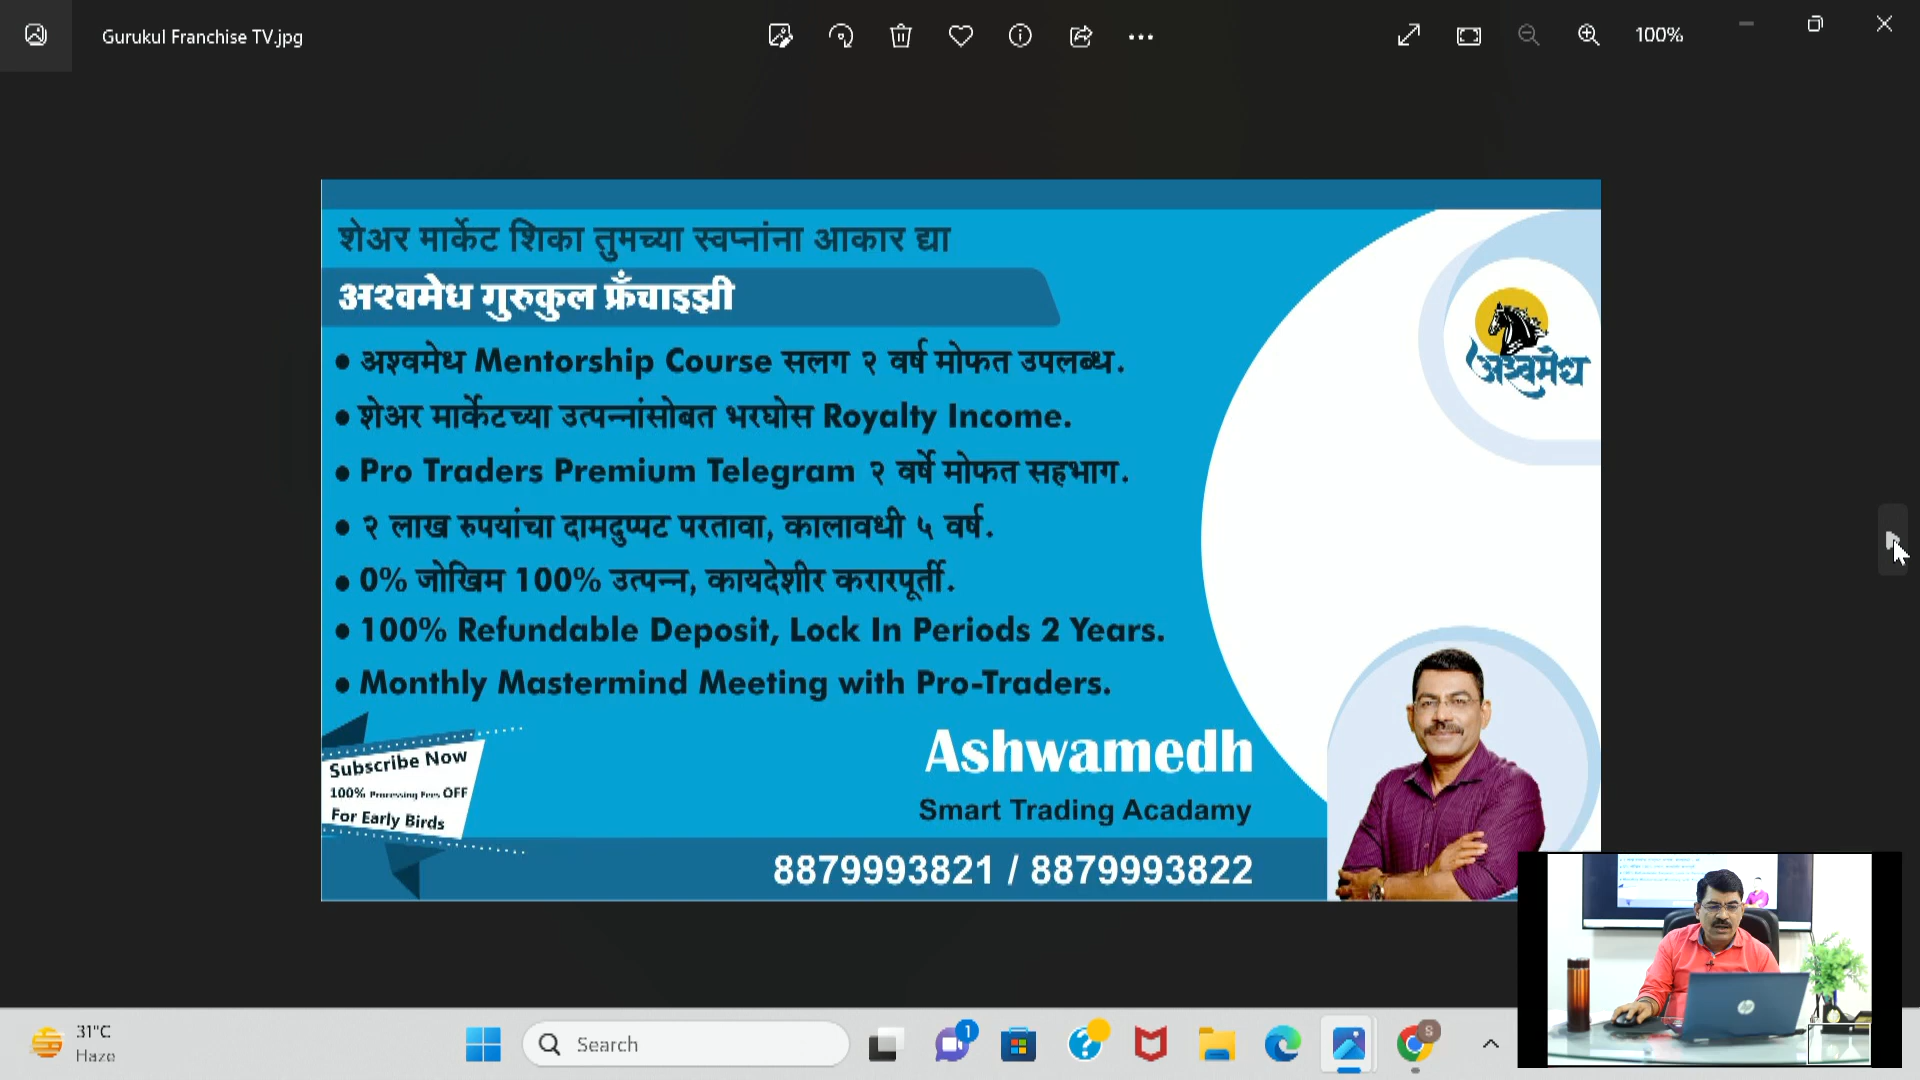 Gurukul Franchise TV.jpg
100%
शेअर मार्केट शिका तुमच्या स्वप्नांना आकार द्या
अश्वमेध गुरुकुल फ्रँचाइझी
अश्वमेध
• अश्वमेध Mentorship Course सलग २ वर्ष मोफत उपलब्ध.
• शेअर मार्केटच्या उत्पन्नांसोबत भरघोस Royalty Income.
• Pro Traders Premium Telegram २ वर्षे मोफत सहभाग.
• २ लाख रुपयांचा दामदुप्पट परतावा, कालावधी ५ वर्ष.
• 0% जोखिम 100% उत्पन्न, कायदेशीर करारपूर्ती.
• 100% Refundable Deposit, Lock In Periods 2 Years.
• Monthly Mastermind Meeting with Pro-Traders.
Subscribe Now
100% Processing Fees OFF
For Early Birds
Ashwamedh
Smart Trading Acadamy
8879993821 / 8879993822
31°C
Haze
Search
1
S